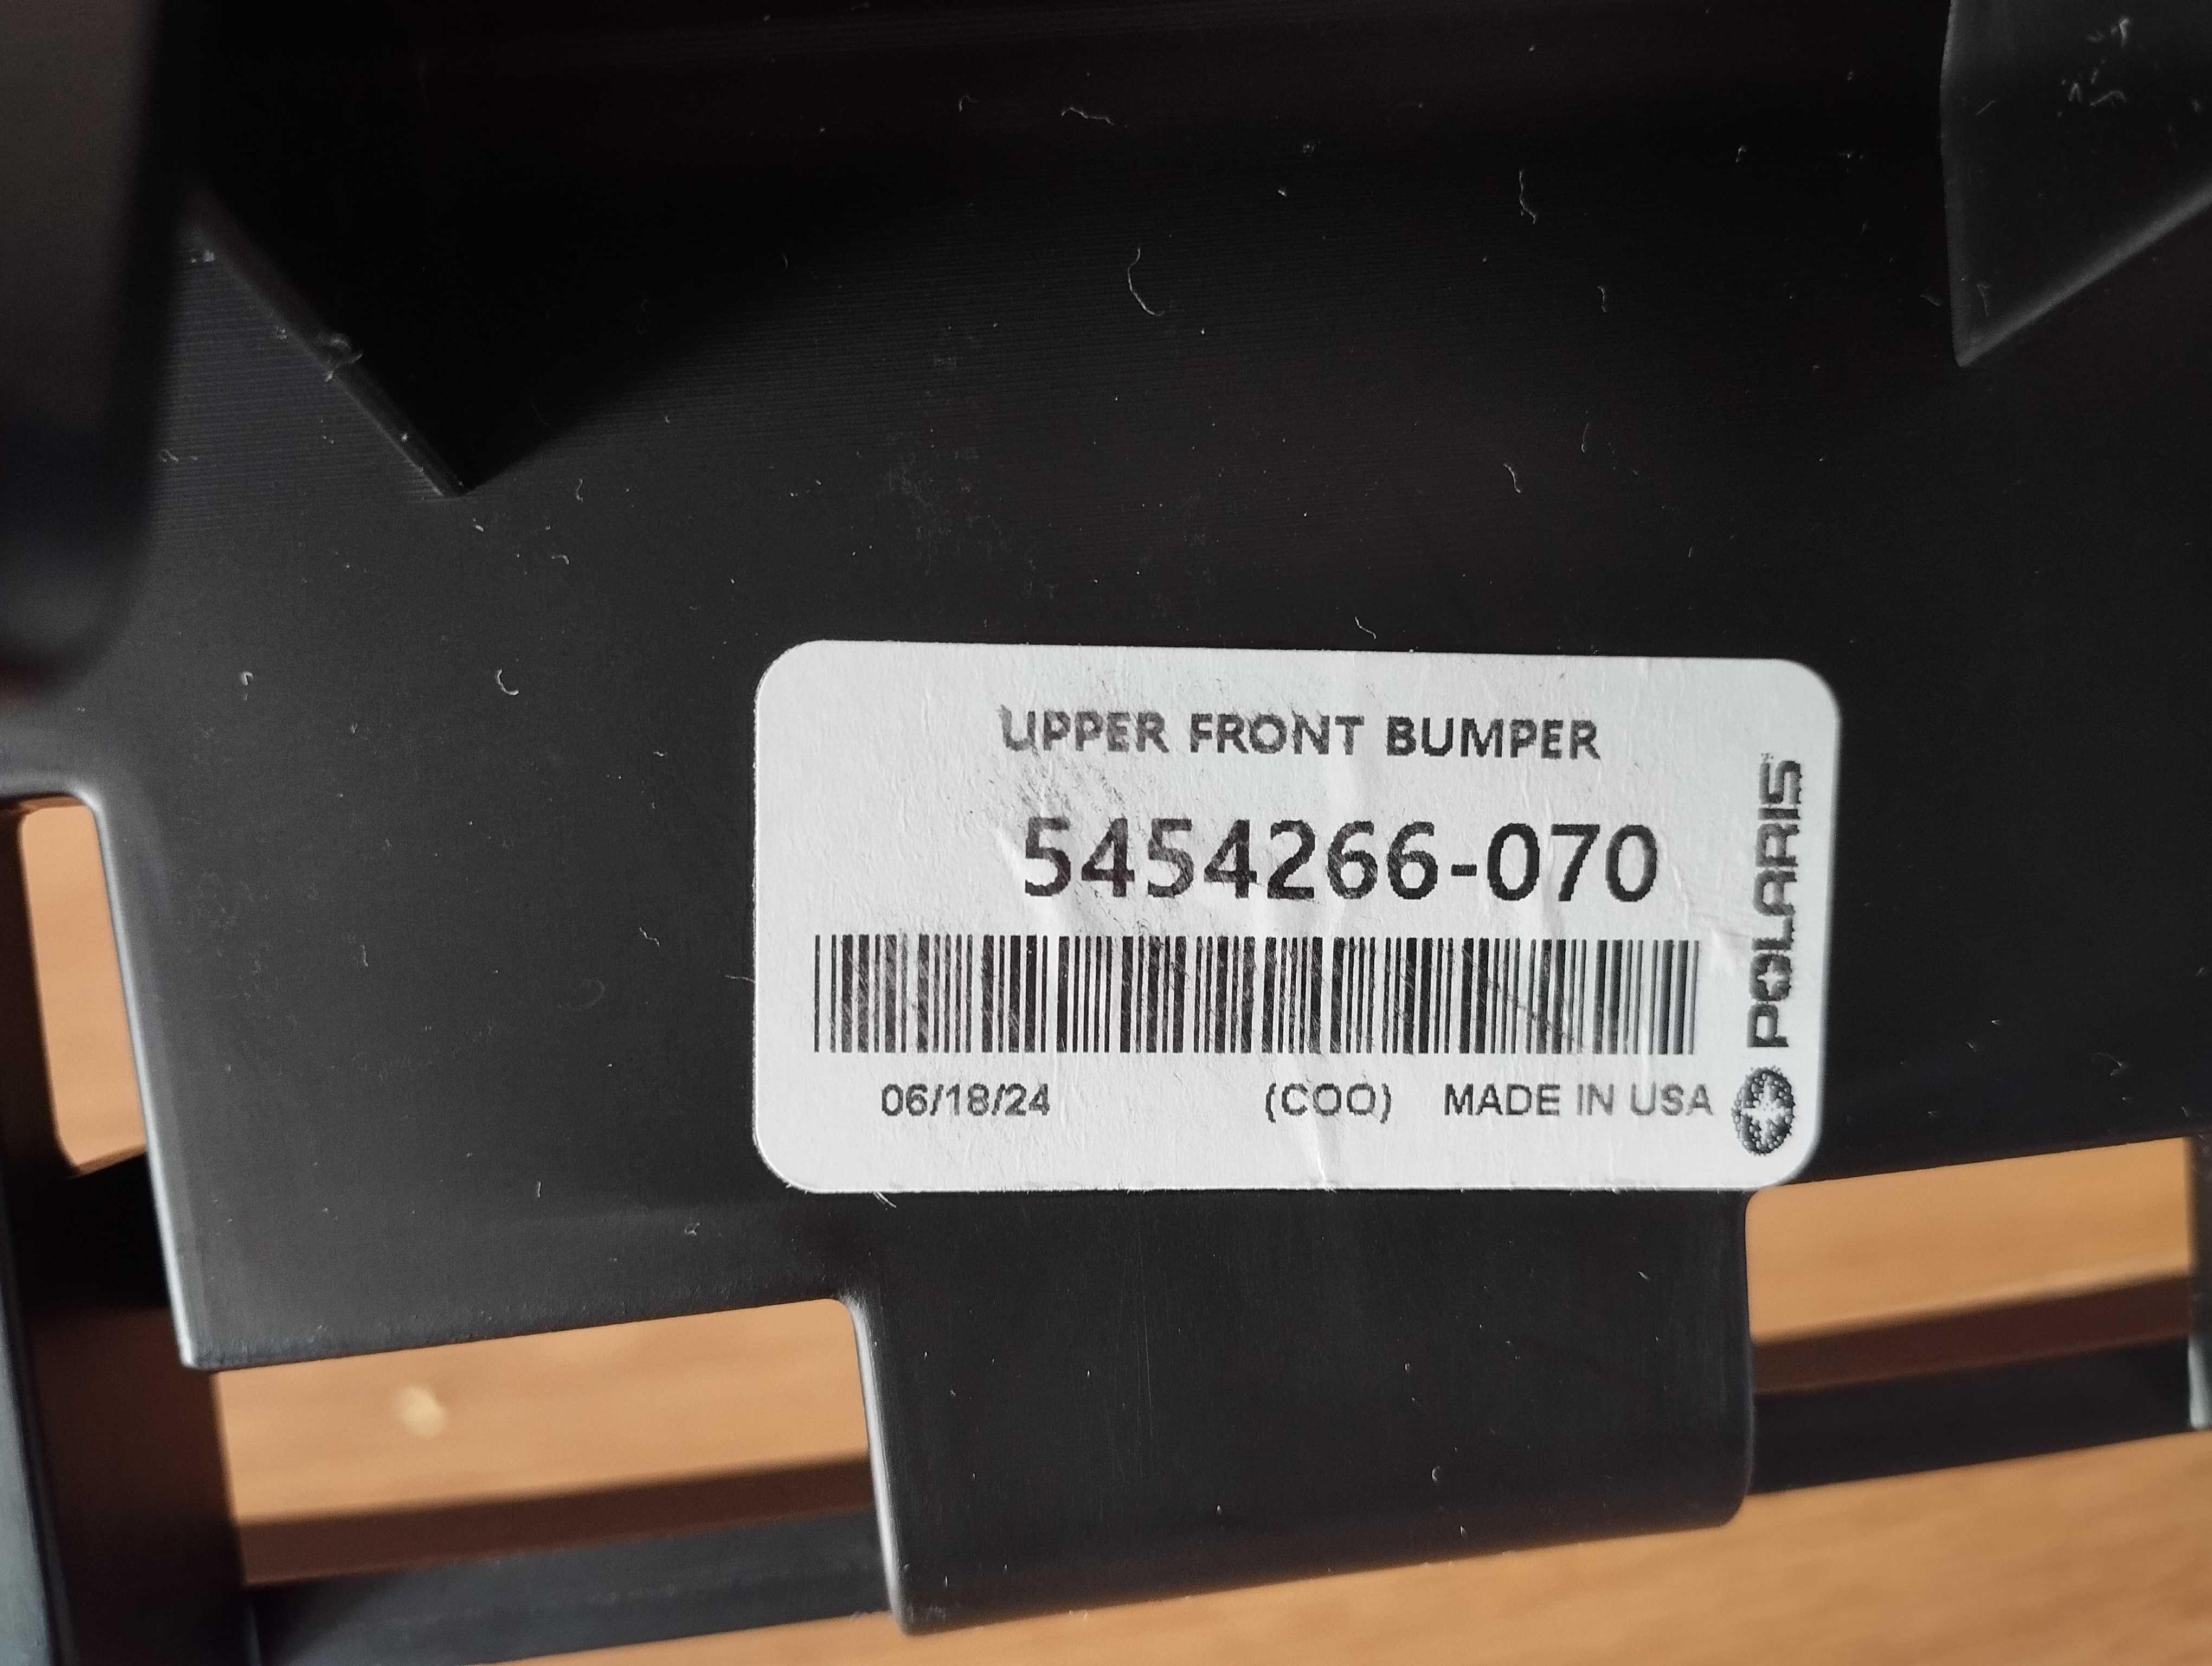 UPPER FRONT BUMPER
5454266-070
06/18/24 (COO) MADE IN USA
POLARIS